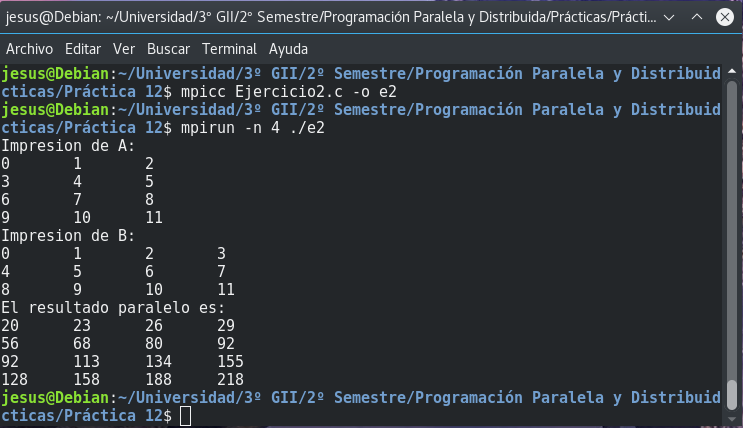 jesus@Debian: ~/Universidad/3º GII/2º Semestre/Programación Paralela y Distribuida/Prácticas/Prácti...
Archivo Editar Ver Buscar Terminal Ayuda
jesus@Debian:~/Universidad/3º GII/2º Semestre/Programación Paralela y Distribuid
cticas/Práctica 12$ mpicc Ejercicio2.c -o e2
jesus@Debian:~/Universidad/3º GII/2º Semestre/Programación Paralela y Distribuid
cticas/Práctica 12$ mpirun -n 4 ./e2
Impresion de A:
0 1 2
3 4 5
6 7 8
9 10 11
Impresion de B:
0 1 2 3
4 5 6 7
8 9 10 11
El resultado paralelo es:
20 23 26 29
56 68 80 92
92 113 134 155
128 158 188 218
jesus@Debian:~/Universidad/3º GII/2º Semestre/Programación Paralela y Distribuid
cticas/Práctica 12$